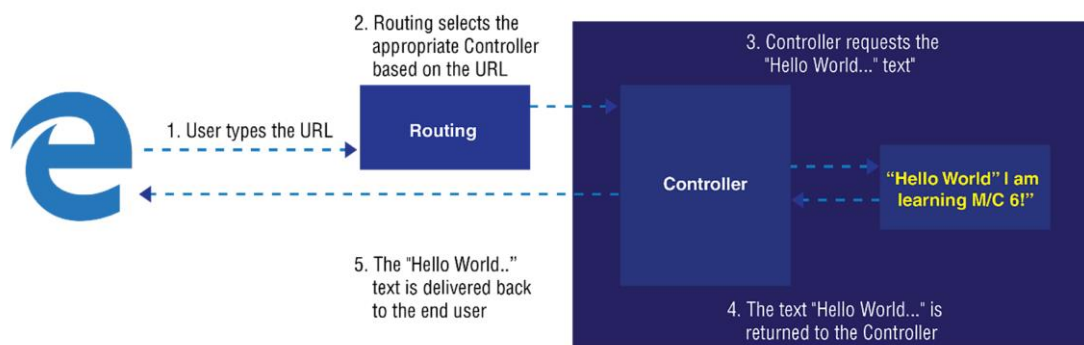 2. Routing selects the
appropriate Controller
based on the URL
3. Controller requests the
"Hello World..." text"
1. User types the URL
Routing
Controller
“Hello World” I am
learning M/C 6!”
5. The "Hello World..”
text is delivered back
to the end user
4. The text "Hello World..." is
returned to the Controller